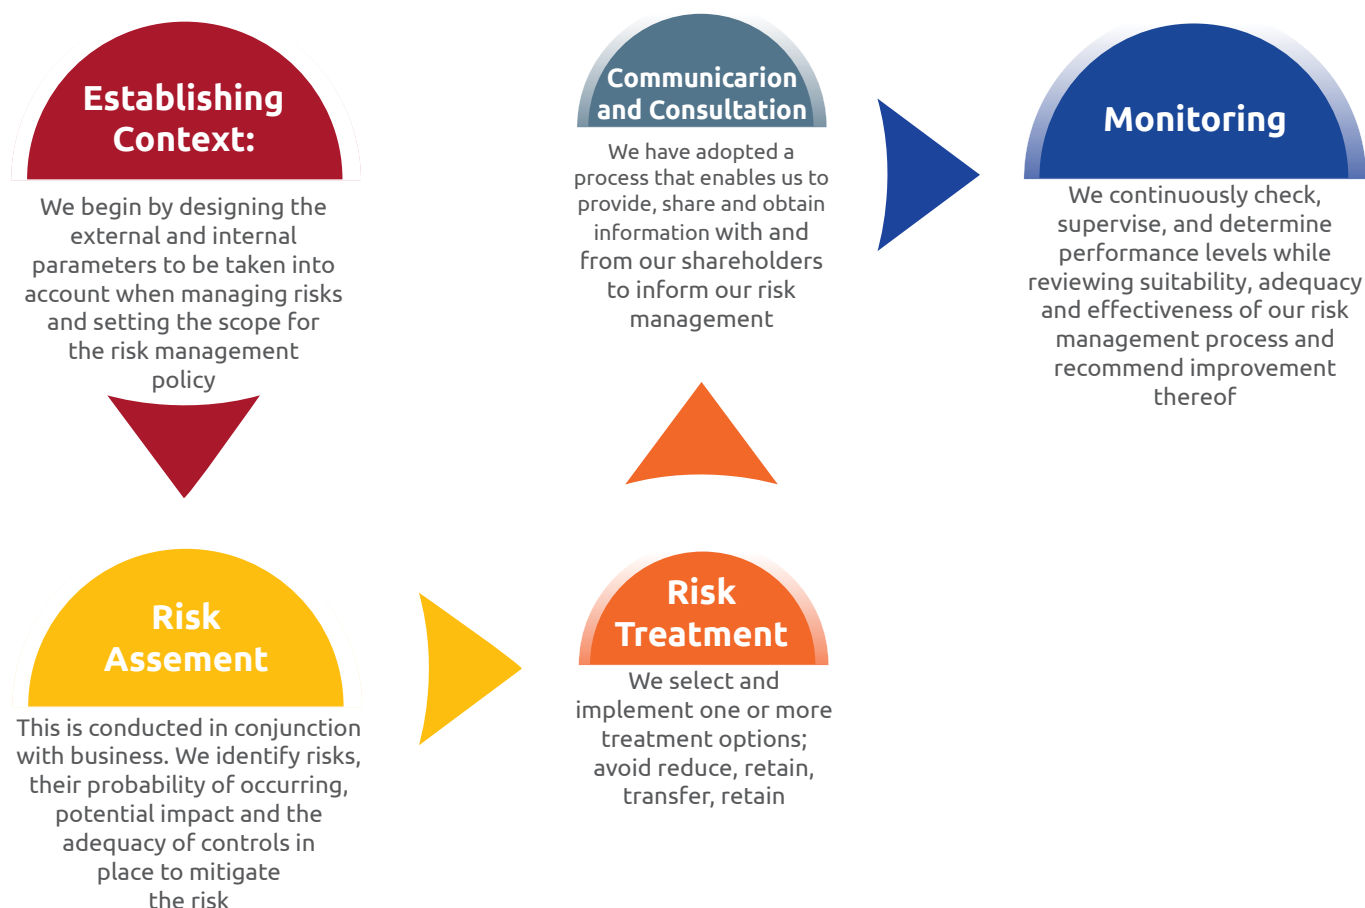 Establishing
Context:
We begin by designing the
external and internal
parameters to be taken into
account when managing risks
and setting the scope for
the risk management
policy
Risk
Assement
This is conducted in conjunction
with business. We identify risks,
their probability of occurring,
potential impact and the
adequacy of controls in
place to mitigate
the risk
Risk
Treatment
We select and
implement one or more
treatment options;
avoid reduce, retain,
transfer, retain
Communicarion
and Consultation
We have adopted a
process that enables us to
provide, share and obtain
information with and
from our shareholders
to inform our risk
management
Monitoring
We continuously check,
supervise, and determine
performance levels while
reviewing suitability, adequacy
and effectiveness of our risk
management process and
recommend improvement
thereof